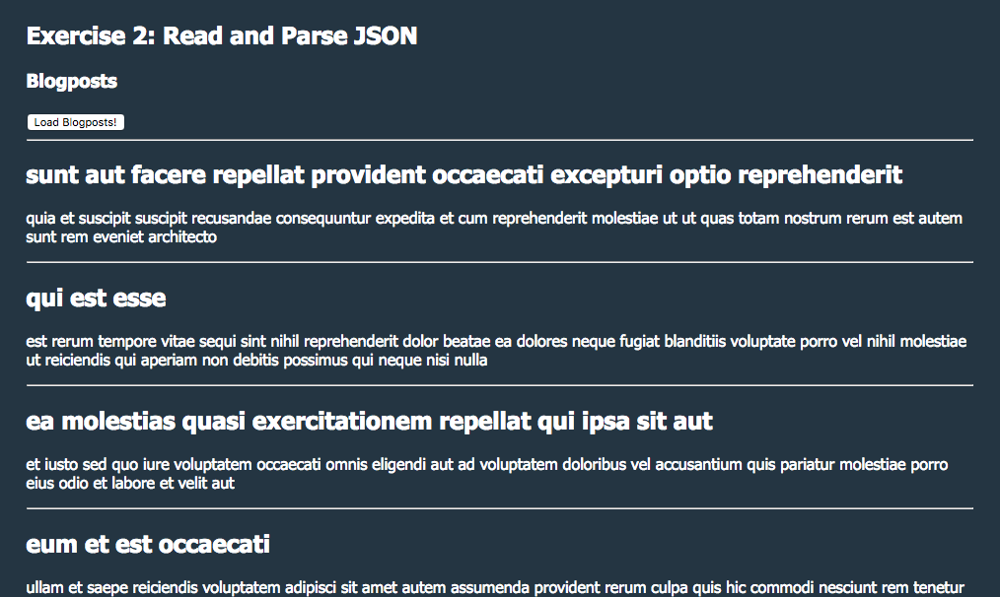 Exercise 2: Read and Parse JSON
Blogposts
Load Blogposts!
sunt aut facere repellat provident occaecati excepturi optio reprehenderit
quia et suscipit suscipit recusandae consequuntur expedita et cum reprehenderit molestiae ut ut quas totam nostrum rerum est autem
sunt rem eveniet architecto
qui est esse
est rerum tempore vitae sequi sint nihil reprehenderit dolor beatae ea dolores neque fugiat blanditiis voluptate porro vel nihil molestiae
ut reiciendis qui aperiam non debitis possimus qui neque nisi nulla
ea molestias quasi exercitationem repellat qui ipsa sit aut
et iusto sed quo iure voluptatem occaecati omnis eligendi aut ad voluptatem doloribus vel accusantium quis pariatur molestiae porro
eius odio et labore et velit aut
eum et est occaecati
ullam et saepe reiciendis voluptatem adipisci sit amet autem assumenda provident rerum culpa quis hic commodi nesciunt rem tenetur